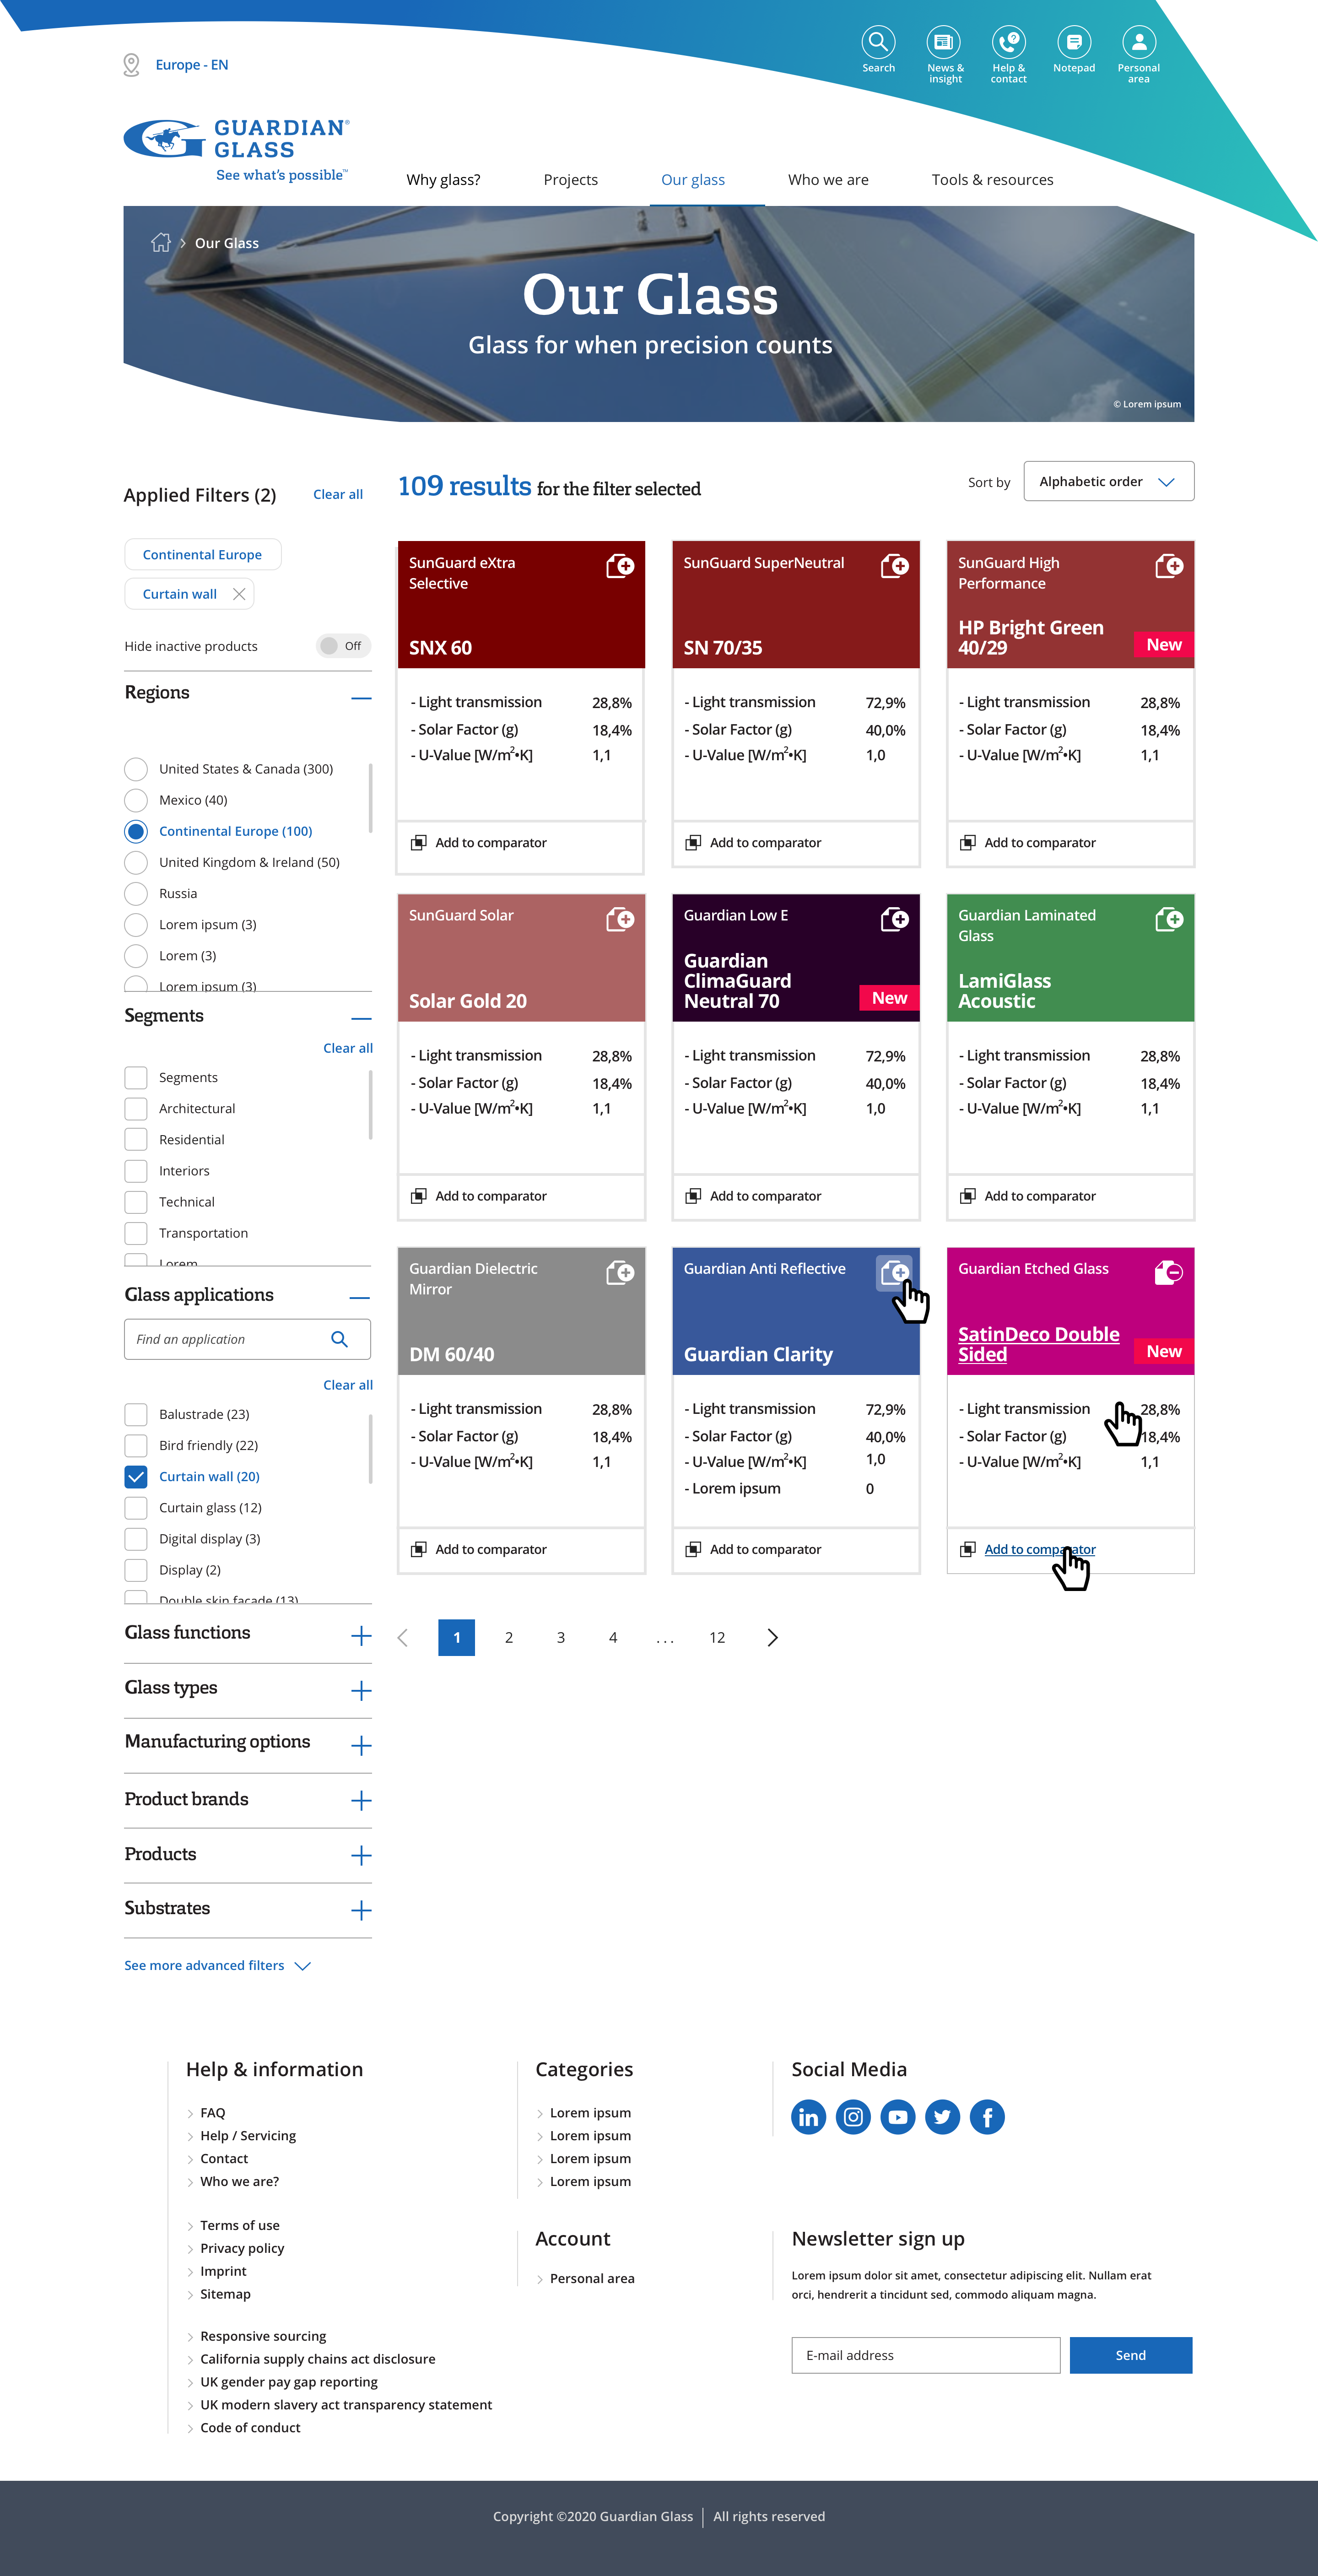 Europe - EN
Search
News &
insight
Help &
contact
Notepad
Personal
area
GUARDIAN®
GLASS
See what's possible™
Why glass?
Projects
Our glass
Who we are
Tools & resources
Our Glass
Our Glass
Glass for when precision counts
© Lorem ipsum
Applied Filters (2)
Clear all
Continental Europe
Curtain wall
Hide inactive products
Off
Regions
United States & Canada (300)
Mexico (40)
Continental Europe (100)
United Kingdom & Ireland (50)
Russia
Lorem ipsum (3)
Lorem (3)
Lorem ipsum (3)
Segments
Clear all
Segments
Architectural
Residential
Interiors
Technical
Transportation
Lorem
Glass applications
Find an application
Clear all
Balustrade (23)
Bird friendly (22)
Curtain wall (20)
Curtain glass (12)
Digital display (3)
Display (2)
Double skin facade (13)
Glass functions
Glass types
Manufacturing options
Product brands
Products
Substrates
See more advanced filters
109 results for the filter selected
Sort by
Alphabetic order
SunGuard eXtra
Selective
SNX 60
- Light transmission 28,8%
- Solar Factor (g) 18,4%
- U-Value [W/m²•K] 1,1
Add to comparator
SunGuard SuperNeutral
SN 70/35
- Light transmission 72,9%
- Solar Factor (g) 40,0%
- U-Value [W/m²•K] 1,0
Add to comparator
SunGuard High
Performance
HP Bright Green
40/29
New
- Light transmission 28,8%
- Solar Factor (g) 18,4%
- U-Value [W/m²•K] 1,1
Add to comparator
SunGuard Solar
Solar Gold 20
- Light transmission 28,8%
- Solar Factor (g) 18,4%
- U-Value [W/m²•K] 1,1
Add to comparator
Guardian Low E
Guardian
ClimaGuard
Neutral 70
New
- Light transmission 72,9%
- Solar Factor (g) 40,0%
- U-Value [W/m²•K] 1,0
Add to comparator
Guardian Laminated
Glass
LamiGlass
Acoustic
- Light transmission 28,8%
- Solar Factor (g) 18,4%
- U-Value [W/m²•K] 1,1
Add to comparator
Guardian Dielectric
Mirror
DM 60/40
- Light transmission 28,8%
- Solar Factor (g) 18,4%
- U-Value [W/m²•K] 1,1
Add to comparator
Guardian Anti Reflective
Guardian Clarity
- Light transmission 72,9%
- Solar Factor (g) 40,0%
- U-Value [W/m²•K] 1,0
- Lorem ipsum 0
Add to comparator
Guardian Etched Glass
SatinDeco Double
Sided
New
- Light transmission 28,8%
- Solar Factor (g) 18,4%
- U-Value [W/m²•K] 1,1
Add to comparator
1 2 3 4 ... 12
Help & information
FAQ
Help / Servicing
Contact
Who we are?
Terms of use
Privacy policy
Imprint
Sitemap
Responsive sourcing
California supply chains act disclosure
UK gender pay gap reporting
UK modern slavery act transparency statement
Code of conduct
Categories
Lorem ipsum
Lorem ipsum
Lorem ipsum
Lorem ipsum
Account
Personal area
Social Media
Newsletter sign up
Lorem ipsum dolor sit amet, consectetur adipiscing elit. Nullam erat
orci, hendrerit a tincidunt sed, commodo aliquam magna.
E-mail address
Send
Copyright ©2020 Guardian Glass | All rights reserved